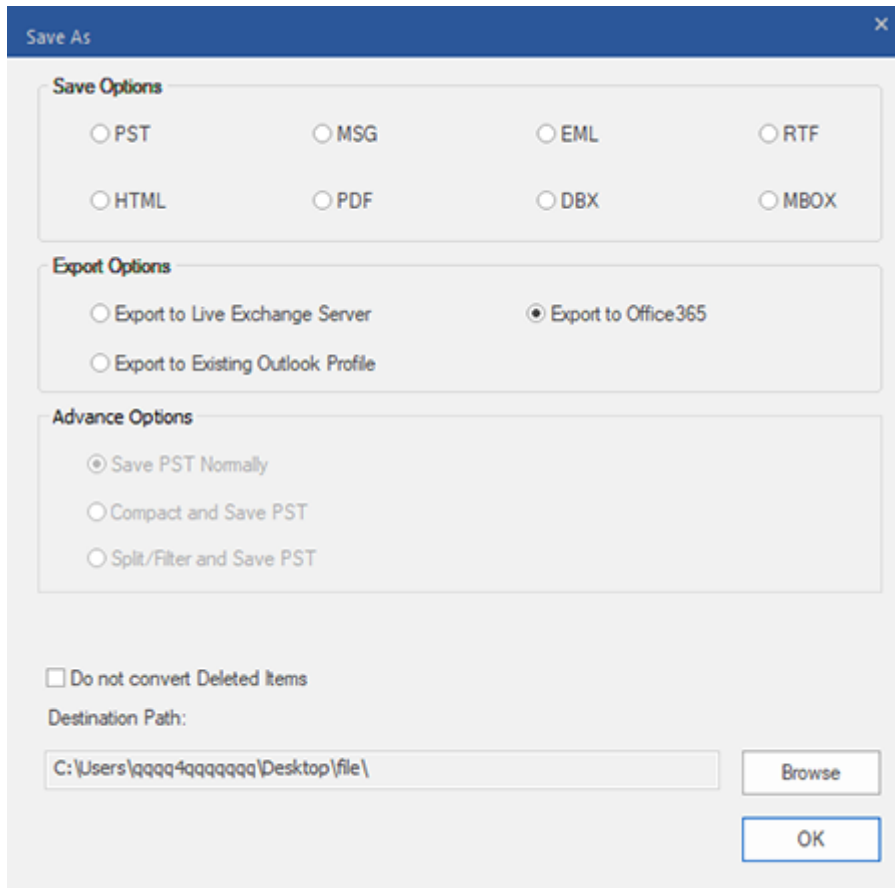 Save As
Save Options
PST MSG EML RTF
HTML PDF DBX MBOX
Export Options
Export to Live Exchange Server Export to Office365
Export to Existing Outlook Profile
Advance Options
Save PST Normally
Compact and Save PST
Split/Filter and Save PST
Do not convert Deleted Items
Destination Path:
C:\Users\qqqq4qqqqqqq\Desktop\file\ Browse
OK